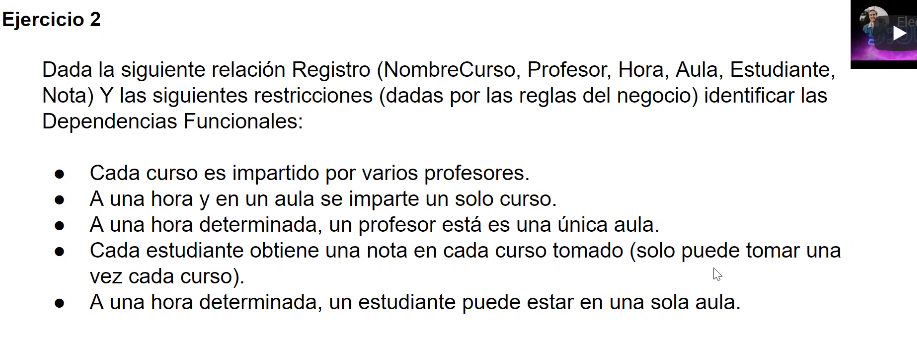 Ejercicio 2
Dada la siguiente relación Registro (NombreCurso, Profesor, Hora, Aula, Estudiante,
Nota) Y las siguientes restricciones (dadas por las reglas del negocio) identificar las
Dependencias Funcionales:
● Cada curso es impartido por varios profesores.
● A una hora y en un aula se imparte un solo curso.
● A una hora determinada, un profesor está es una única aula.
● Cada estudiante obtiene una nota en cada curso tomado (solo puede tomar una
vez cada curso).
● A una hora determinada, un estudiante puede estar en una sola aula.